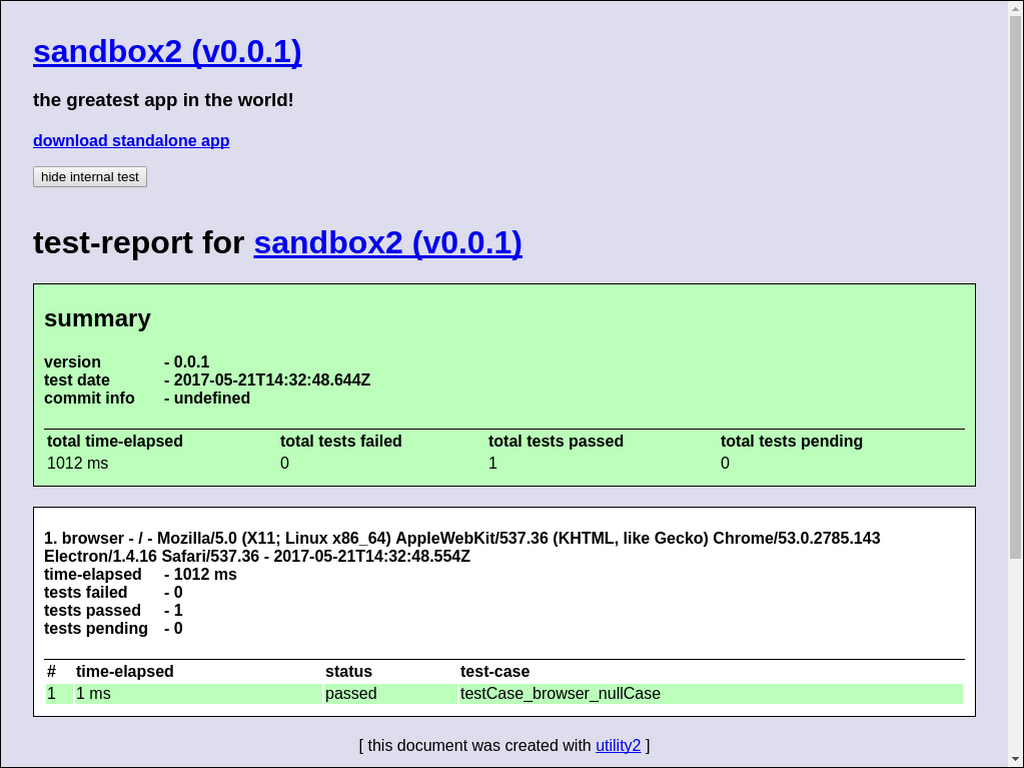 sandbox2 (v0.0.1)
the greatest app in the world!
download standalone app
hide internal test
test-report for sandbox2 (v0.0.1)
summary
version - 0.0.1
test date - 2017-05-21T14:32:48.644Z
commit info - undefined
total time-elapsed total tests failed total tests passed total tests pending
1012 ms 0 1 0
1. browser - / - Mozilla/5.0 (X11; Linux x86_64) AppleWebKit/537.36 (KHTML, like Gecko) Chrome/53.0.2785.143
Electron/1.4.16 Safari/537.36 - 2017-05-21T14:32:48.554Z
time-elapsed - 1012 ms
tests failed - 0
tests passed - 1
tests pending - 0
# time-elapsed status test-case
1 1 ms passed testCase_browser_nullCase
[ this document was created with utility2 ]